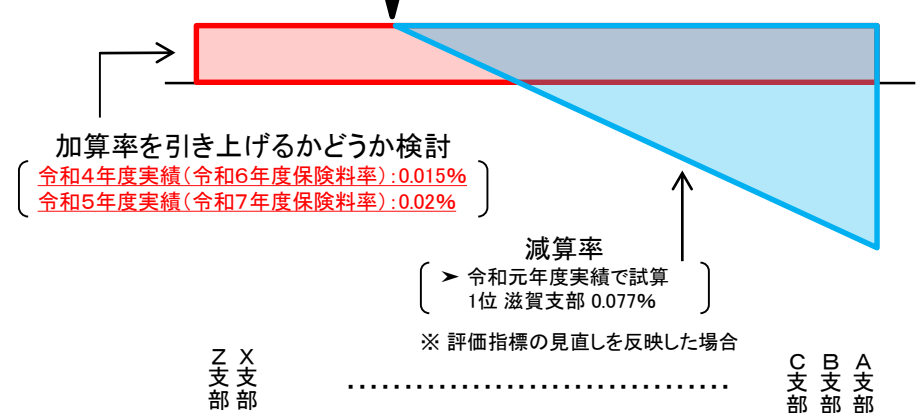 加算率を引き上げるかどうか検討
令和4年度実績(令和6年度保険料率):0.015%
令和5年度実績(令和7年度保険料率):0.02%
減算率
➤ 令和元年度実績で試算
1位 滋賀支部 0.077%
※ 評価指標の見直しを反映した場合
Z支部
X支部
・・・・・・・・・・・・・・・・・・・・・・・・・・・・・・・・
C支部
B支部
A支部